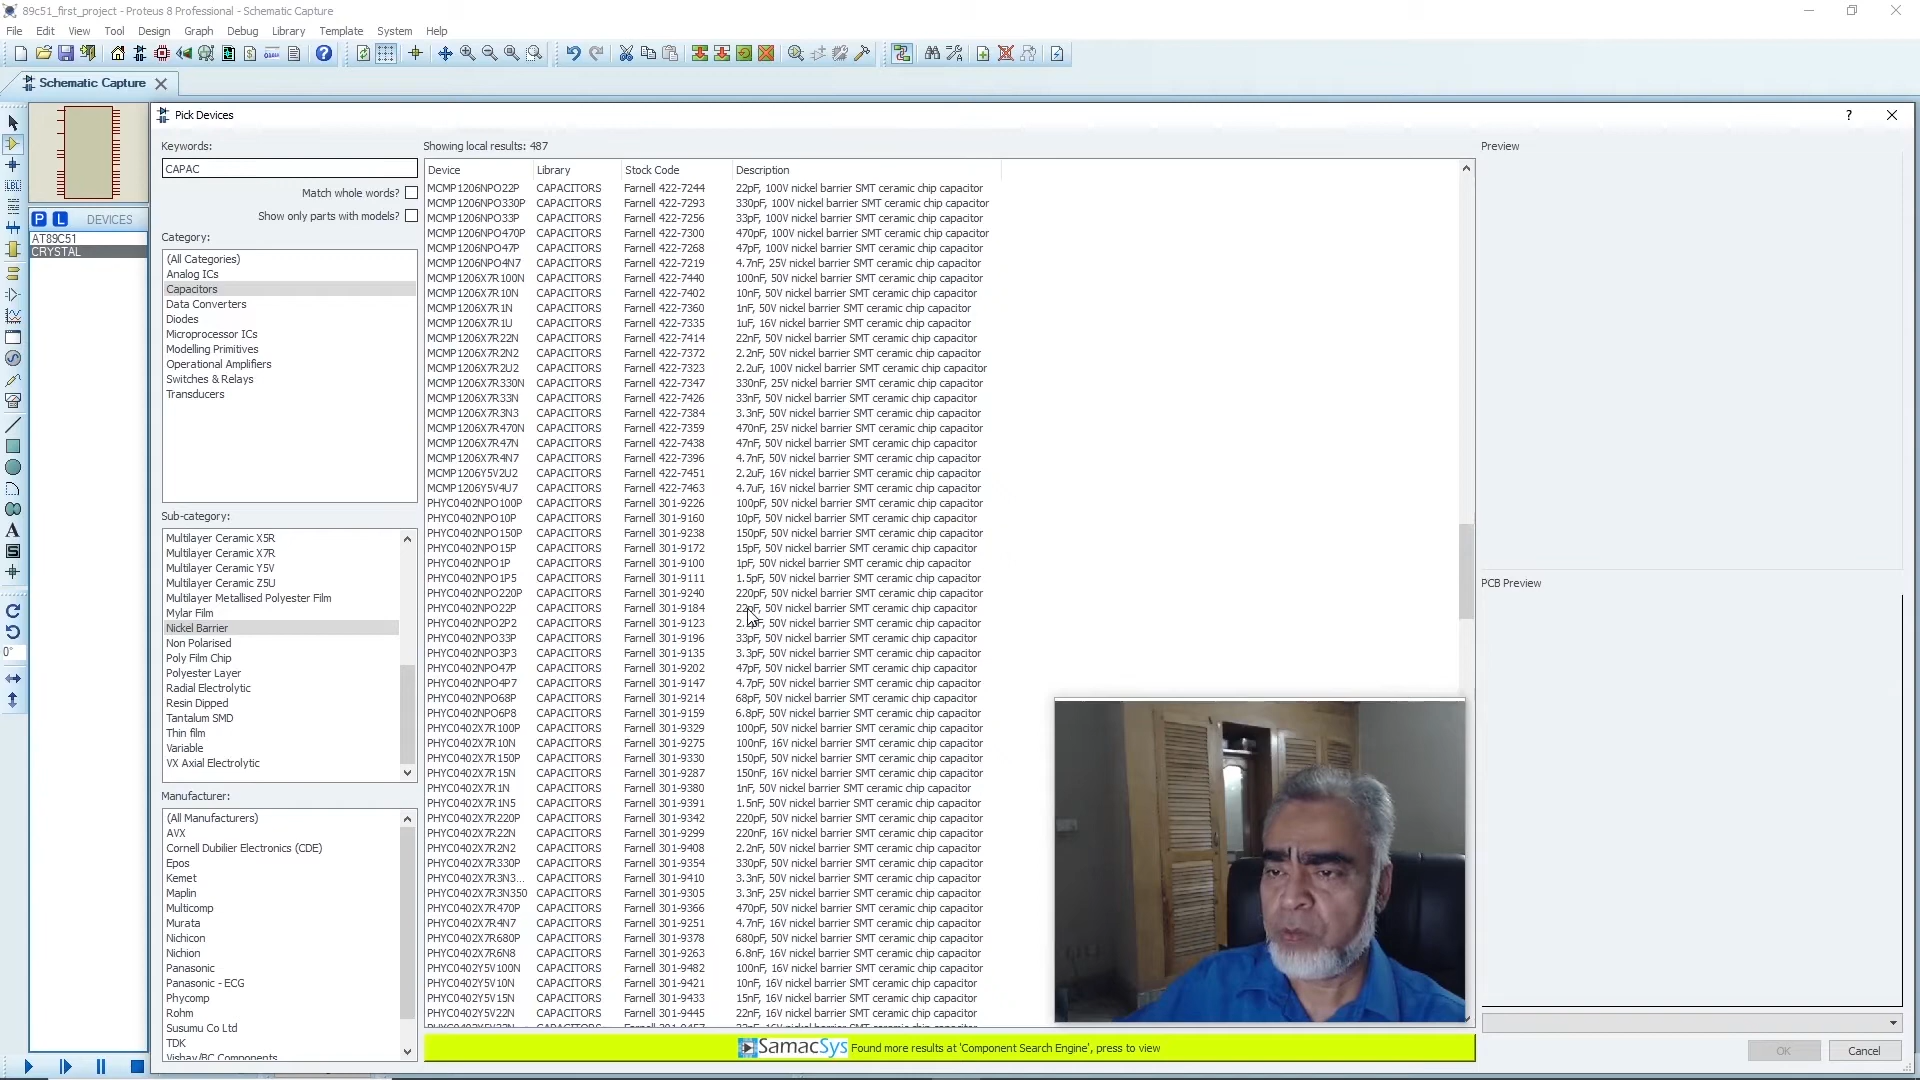 89c51_first_project - Proteus 8 Professional - Schematic Capture
File Edit View Tool Design Graph Debug Library Template System Help
Schematic Capture
Pick Devices
Keywords:
CAPAC
Match whole words?
Show only parts with models?
Category:
(All Categories)
Analog ICs
Capacitors
Data Converters
Diodes
Microprocessor ICs
Modelling Primitives
Operational Amplifiers
Switches & Relays
Transducers
Sub-category:
Multilayer Ceramic X5R
Multilayer Ceramic X7R
Multilayer Ceramic Y5V
Multilayer Ceramic Z5U
Multilayer Metallised Polyester Film
Mylar Film
Nickel Barrier
Non Polarised
Poly Film Chip
Polyester Layer
Radial Electrolytic
Resin Dipped
Tantalum SMD
Thin film
Variable
VX Axial Electrolytic
Manufacturer:
(All Manufacturers)
AVX
Cornell Dubilier Electronics (CDE)
Epos
Kemet
Maplin
Multicomp
Murata
Nichicon
Nichion
Panasonic
Panasonic - ECG
Phycomp
Rohm
Susumu Co Ltd
TDK
Vishay/BC Components
P L DEVICES
AT89C51
CRYSTAL
LBL
A
S
0°
Showing local results: 487
Device Library Stock Code Description
MCMP1206NPO22P CAPACITORS Farnell 422-7244 22pF, 100V nickel barrier SMT ceramic chip capacitor
MCMP1206NPO330P CAPACITORS Farnell 422-7293 330pF, 100V nickel barrier SMT ceramic chip capacitor
MCMP1206NPO33P CAPACITORS Farnell 422-7256 33pF, 100V nickel barrier SMT ceramic chip capacitor
MCMP1206NPO470P CAPACITORS Farnell 422-7300 470pF, 100V nickel barrier SMT ceramic chip capacitor
MCMP1206NPO47P CAPACITORS Farnell 422-7268 47pF, 100V nickel barrier SMT ceramic chip capacitor
MCMP1206NPO4N7 CAPACITORS Farnell 422-7219 4.7nF, 25V nickel barrier SMT ceramic chip capacitor
MCMP1206X7R100N CAPACITORS Farnell 422-7440 100nF, 50V nickel barrier SMT ceramic chip capacitor
MCMP1206X7R10N CAPACITORS Farnell 422-7402 10nF, 50V nickel barrier SMT ceramic chip capacitor
MCMP1206X7R1N CAPACITORS Farnell 422-7360 1nF, 50V nickel barrier SMT ceramic chip capacitor
MCMP1206X7R1U CAPACITORS Farnell 422-7335 1uF, 16V nickel barrier SMT ceramic chip capacitor
MCMP1206X7R22N CAPACITORS Farnell 422-7414 22nF, 50V nickel barrier SMT ceramic chip capacitor
MCMP1206X7R2N2 CAPACITORS Farnell 422-7372 2.2nF, 50V nickel barrier SMT ceramic chip capacitor
MCMP1206X7R2U2 CAPACITORS Farnell 422-7323 2.2uF, 100V nickel barrier SMT ceramic chip capacitor
MCMP1206X7R330N CAPACITORS Farnell 422-7347 330nF, 25V nickel barrier SMT ceramic chip capacitor
MCMP1206X7R33N CAPACITORS Farnell 422-7426 33nF, 50V nickel barrier SMT ceramic chip capacitor
MCMP1206X7R3N3 CAPACITORS Farnell 422-7384 3.3nF, 50V nickel barrier SMT ceramic chip capacitor
MCMP1206X7R470N CAPACITORS Farnell 422-7359 470nF, 25V nickel barrier SMT ceramic chip capacitor
MCMP1206X7R47N CAPACITORS Farnell 422-7438 47nF, 50V nickel barrier SMT ceramic chip capacitor
MCMP1206X7R4N7 CAPACITORS Farnell 422-7396 4.7nF, 50V nickel barrier SMT ceramic chip capacitor
MCMP1206Y5V2U2 CAPACITORS Farnell 422-7451 2.2uF, 16V nickel barrier SMT ceramic chip capacitor
MCMP1206Y5V4U7 CAPACITORS Farnell 422-7463 4.7uF, 16V nickel barrier SMT ceramic chip capacitor
PHYC0402NPO100P CAPACITORS Farnell 301-9226 100pF, 50V nickel barrier SMT ceramic chip capacitor
PHYC0402NPO10P CAPACITORS Farnell 301-9160 10pF, 50V nickel barrier SMT ceramic chip capacitor
PHYC0402NPO150P CAPACITORS Farnell 301-9238 150pF, 50V nickel barrier SMT ceramic chip capacitor
PHYC0402NPO15P CAPACITORS Farnell 301-9172 15pF, 50V nickel barrier SMT ceramic chip capacitor
PHYC0402NPO1P CAPACITORS Farnell 301-9100 1pF, 50V nickel barrier SMT ceramic chip capacitor
PHYC0402NPO1P5 CAPACITORS Farnell 301-9111 1.5pF, 50V nickel barrier SMT ceramic chip capacitor
PHYC0402NPO220P CAPACITORS Farnell 301-9240 220pF, 50V nickel barrier SMT ceramic chip capacitor
PHYC0402NPO22P CAPACITORS Farnell 301-9184 22pF, 50V nickel barrier SMT ceramic chip capacitor
PHYC0402NPO2P2 CAPACITORS Farnell 301-9123 50V nickel barrier SMT ceramic chip capacitor
PHYC0402NPO33P CAPACITORS Farnell 301-9196 33pF, 50V nickel barrier SMT ceramic chip capacitor
PHYC0402NPO3P3 CAPACITORS Farnell 301-9135 3.3pF, 50V nickel barrier SMT ceramic chip capacitor
PHYC0402NPO47P CAPACITORS Farnell 301-9202 47pF, 50V nickel barrier SMT ceramic chip capacitor
PHYC0402NPO4P7 CAPACITORS Farnell 301-9147 4.7pF, 50V nickel barrier SMT ceramic chip capacitor
PHYC0402NPO68P CAPACITORS Farnell 301-9214 68pF, 50V nickel barrier SMT ceramic chip capacitor
PHYC0402NPO6P8 CAPACITORS Farnell 301-9159 6.8pF, 50V nickel barrier SMT ceramic chip capacitor
PHYC0402X7R100P CAPACITORS Farnell 301-9329 100pF, 50V nickel barrier SMT ceramic chip capacitor
PHYC0402X7R10N CAPACITORS Farnell 301-9275 100nF, 16V nickel barrier SMT ceramic chip capacitor
PHYC0402X7R150P CAPACITORS Farnell 301-9330 150pF, 50V nickel barrier SMT ceramic chip capacitor
PHYC0402X7R15N CAPACITORS Farnell 301-9287 150nF, 16V nickel barrier SMT ceramic chip capacitor
PHYC0402X7R1N CAPACITORS Farnell 301-9380 1nF, 50V nickel barrier SMT ceramic chip capacitor
PHYC0402X7R1N5 CAPACITORS Farnell 301-9391 1.5nF, 50V nickel barrier SMT ceramic chip capacitor
PHYC0402X7R220P CAPACITORS Farnell 301-9342 220pF, 50V nickel barrier SMT ceramic chip capacitor
PHYC0402X7R22N CAPACITORS Farnell 301-9299 220nF, 16V nickel barrier SMT ceramic chip capacitor
PHYC0402X7R2N2 CAPACITORS Farnell 301-9408 2.2nF, 50V nickel barrier SMT ceramic chip capacitor
PHYC0402X7R330P CAPACITORS Farnell 301-9354 330pF, 50V nickel barrier SMT ceramic chip capacitor
PHYC0402X7R3N3... CAPACITORS Farnell 301-9410 3.3nF, 50V nickel barrier SMT ceramic chip capacitor
PHYC0402X7R3N350 CAPACITORS Farnell 301-9305 3.3nF, 25V nickel barrier SMT ceramic chip capacitor
PHYC0402X7R470P CAPACITORS Farnell 301-9366 470pF, 50V nickel barrier SMT ceramic chip capacitor
PHYC0402X7R4N7 CAPACITORS Farnell 301-9251 4.7nF, 16V nickel barrier SMT ceramic chip capacitor
PHYC0402X7R680P CAPACITORS Farnell 301-9378 680pF, 50V nickel barrier SMT ceramic chip capacitor
PHYC0402X7R6N8 CAPACITORS Farnell 301-9263 6.8nF, 16V nickel barrier SMT ceramic chip capacitor
PHYC0402Y5V100N CAPACITORS Farnell 301-9482 100nF, 16V nickel barrier SMT ceramic chip capacitor
PHYC0402Y5V10N CAPACITORS Farnell 301-9421 10nF, 16V nickel barrier SMT ceramic chip capacitor
PHYC0402Y5V15N CAPACITORS Farnell 301-9433 15nF, 16V nickel barrier SMT ceramic chip capacitor
PHYC0402Y5V22N CAPACITORS Farnell 301-9445 22nF, 16V nickel barrier SMT ceramic chip capacitor
SamacSys Found more results at 'Component Search Engine', press to view
Preview
PCB Preview
OK Cancel